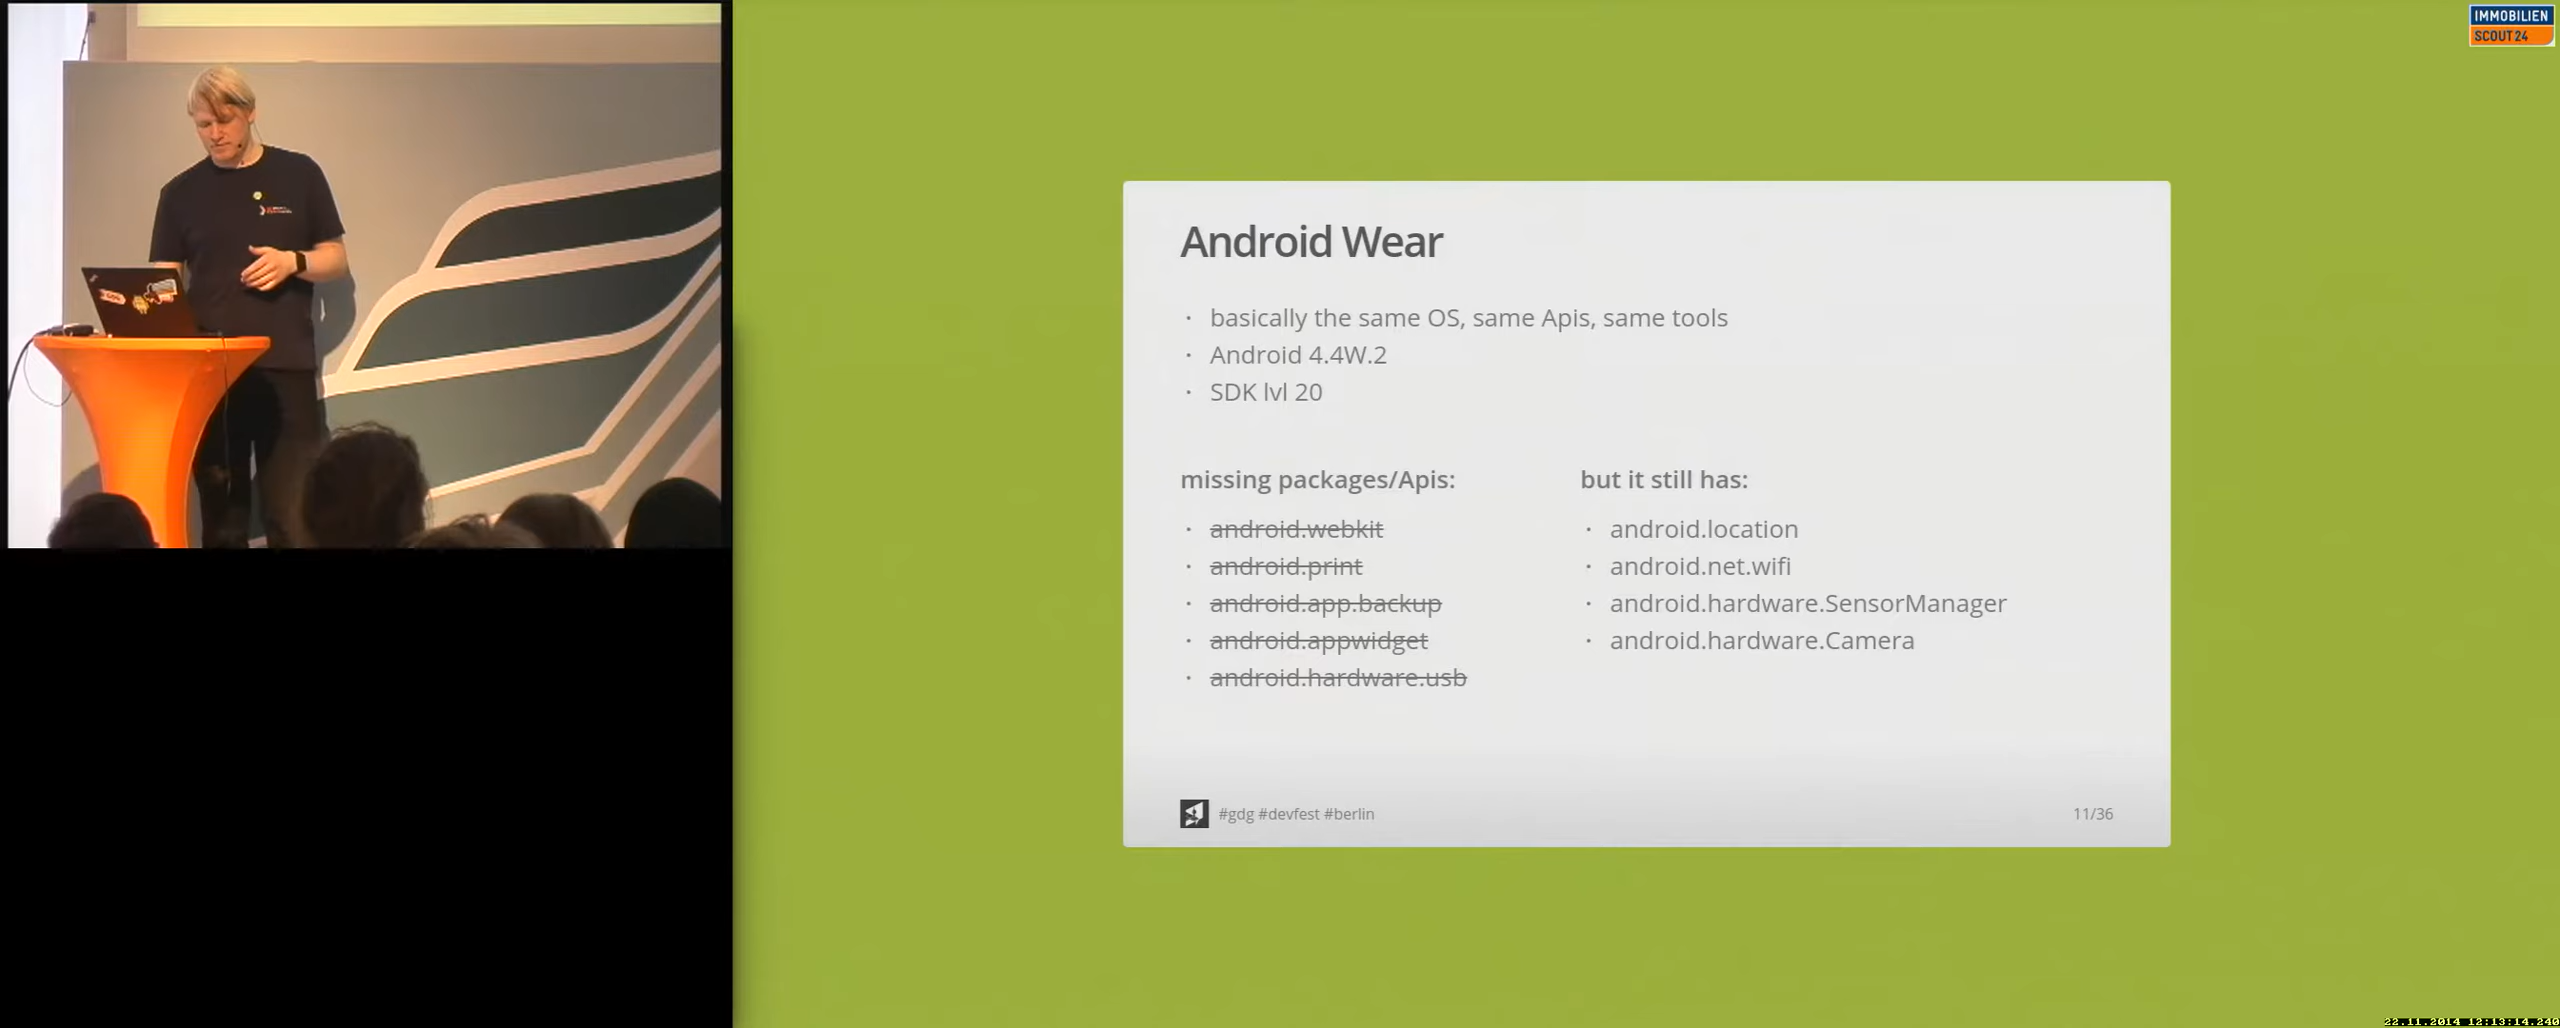 IMMOBILIEN
SCOUT24
Android Wear
· basically the same OS, same Apis, same tools
· Android 4.4W.2
· SDK lvl 20
missing packages/Apis:
· android.webkit
· android.print
· android.app.backup
· android.appwidget
· android.hardware.usb
but it still has:
· android.location
· android.net.wifi
· android.hardware.SensorManager
· android.hardware.Camera
#gdg #devfest #berlin
11/36
22.11.2014 12:13:14.240